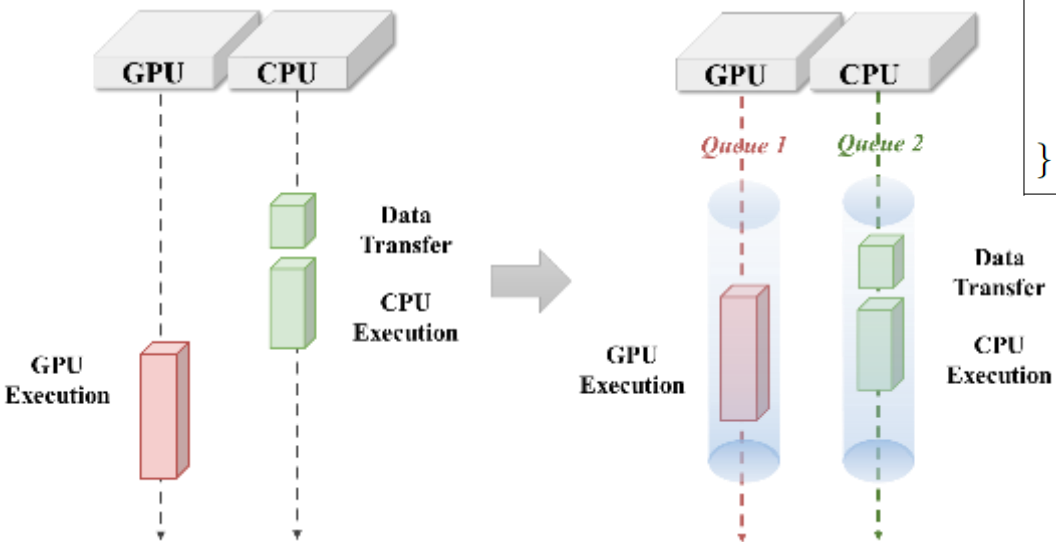 GPU
CPU
Data
Transfer
CPU
Execution
GPU
Execution
GPU
CPU
Queue 1
Queue 2
}
Data
Transfer
GPU
Execution
CPU
Execution